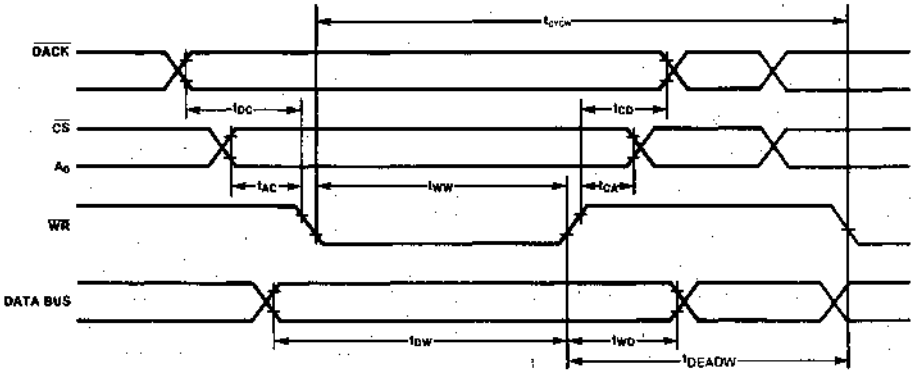 tCYCW
DACK
tDC
tCD
CS
A0
tAC
tWW
tCA
WR
DATA BUS
tDW
tWD
tDEADW